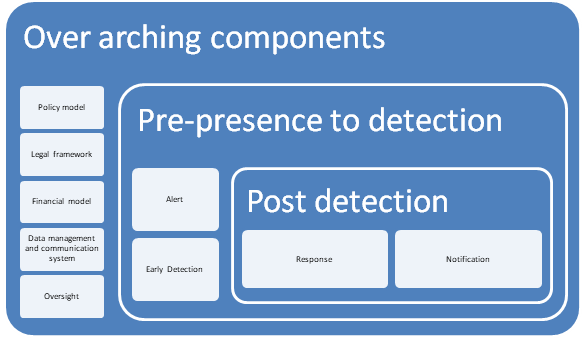 Over arching components
Policy model
Legal framework
Financial model
Data management
and communication
system
Oversight
Pre-presence to detection
Alert
Early Detection
Post detection
Response
Notification